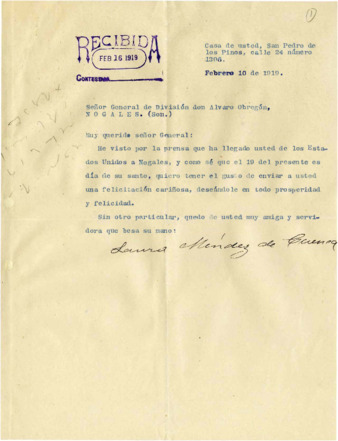 (1)
RECIBIDA
FEB 16 1919
Casa de usted, San Pedro de
los Pinos, calle 24 número
Febrero 10 de 1919.
Señor General de División don Alvaro Obregón,
NOGALES. (Son.)
Muy querido señor General:
He visto por la prensa que ha llegado usted de los Esta-
dos Unidos a Nogales, y como sé que el 19 del presente es
día de su santo, quiero tener el gusto de enviar a usted
una felicitación cariñosa, deseándole en todo prosperidad
y felicidad.
Sin otro particular, queda de usted muy amiga y servi-
dora que besa su mano:
Laura Méndez de Cuenca